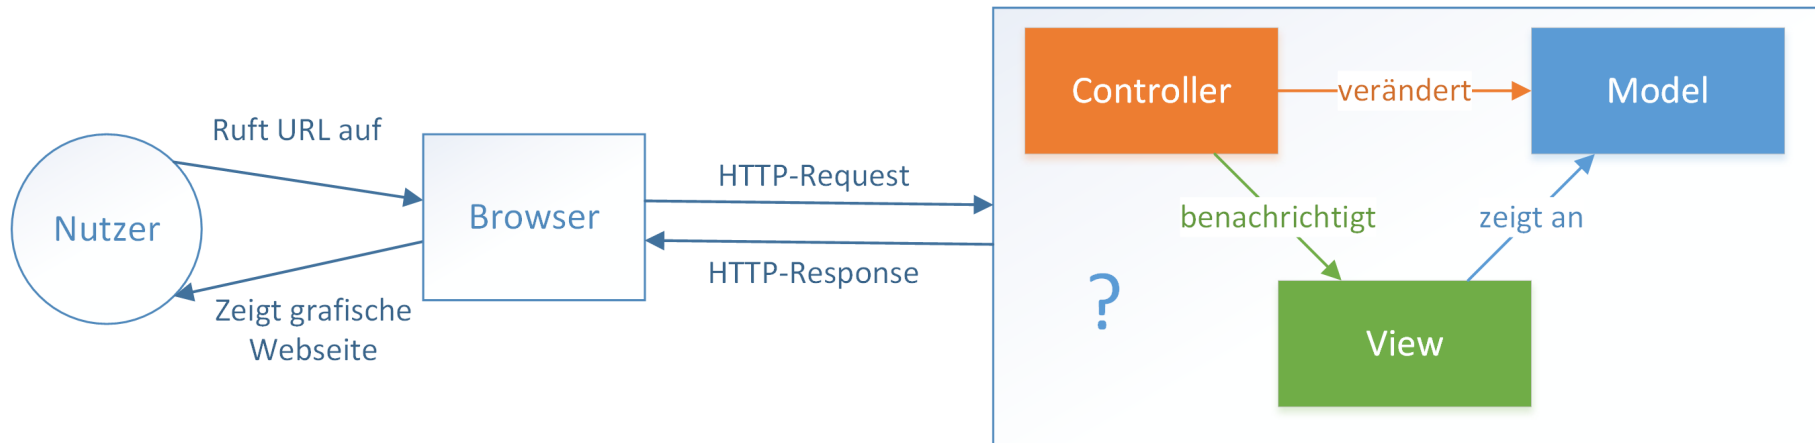 Nutzer
Ruft URL auf
Zeigt grafische
Webseite
Browser
HTTP-Request
HTTP-Response
Controller
verändert
Model
benachrichtigt
zeigt an
?
View